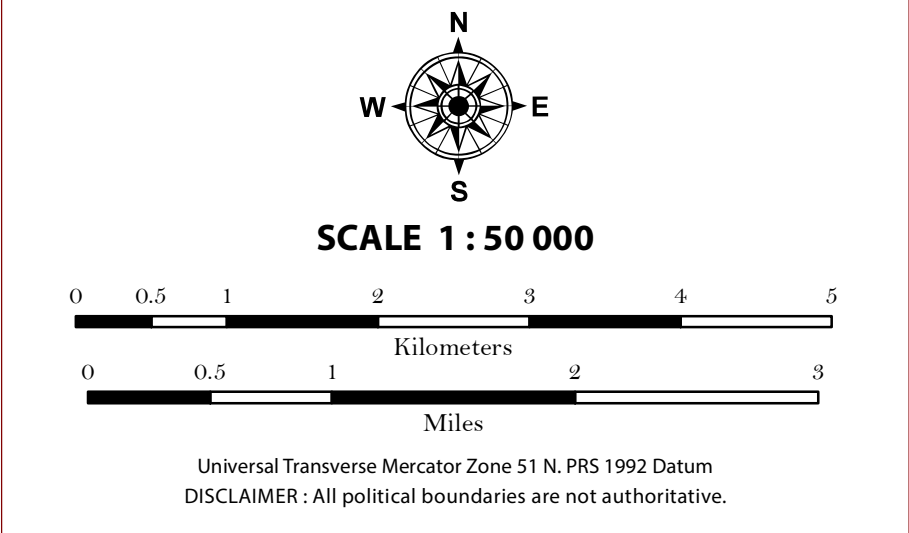 N
W E
S
SCALE 1 : 50 000
0 0.5 1 2 3 4 5
Kilometers
0 0.5 1 2 3
Miles
Universal Transverse Mercator Zone 51 N. PRS 1992 Datum
DISCLAIMER : All political boundaries are not authoritative.